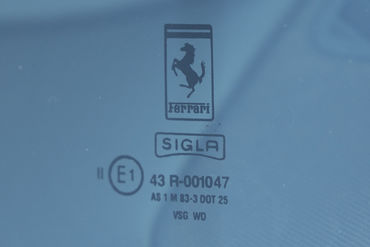 Ferrari
SIGLA
II E1 43 R-001047
AS 1 M 83-3 DOT 25
VSG WD